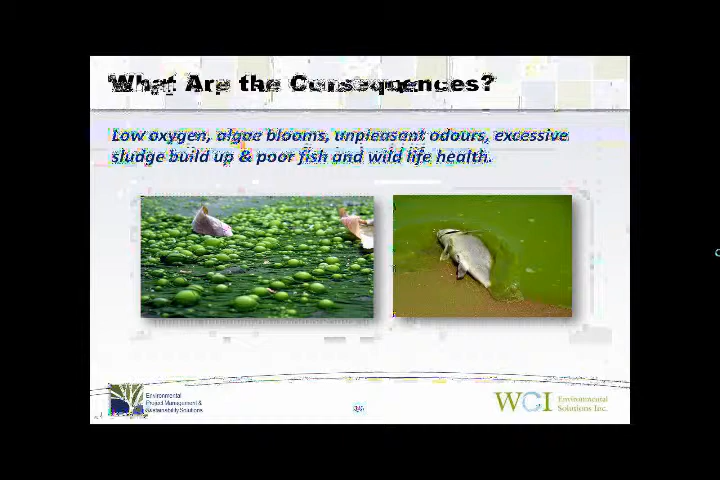 What Are the Consequences?
Low oxygen, algae blooms, unpleasant odours, excessive
sludge build up & poor fish and wild life health.
Environmental
Project Management &
Sustainability Solutions
WCI Environmental
Solutions Inc.